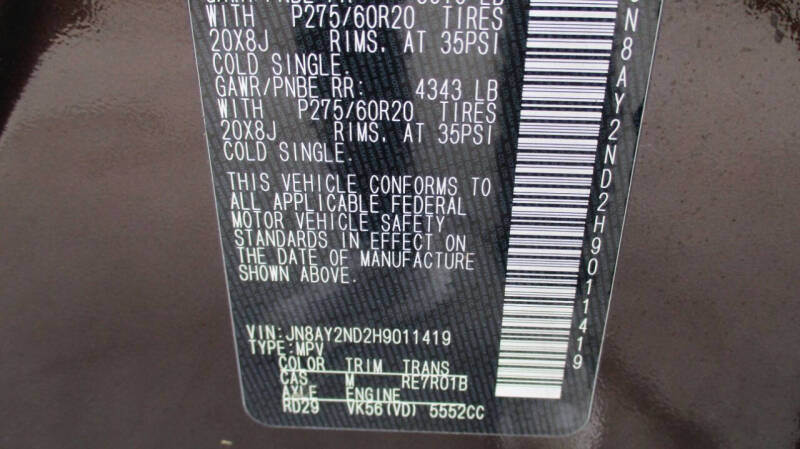 WITH P275/60R20 TIRES
20X8J RIMS. AT 35PSI
COLD SINGLE.
GAWR/PNBE RR: 4343 LB
WITH P275/60R20 TIRES
20X8J RIMS. AT 35PSI
COLD SINGLE.
THIS VEHICLE CONFORMS TO
ALL APPLICABLE FEDERAL
MOTOR VEHICLE SAFETY
STANDARDS IN EFFECT ON
THE DATE OF MANUFACTURE
SHOWN ABOVE.
VIN:JN8AY2ND2H9011419
TYPE:MPV
COLOR TRIM TRANS
CAS M RE7R01B
AXLE ENGINE
RD29 VK56(VD) 5552CC
N8AY2ND2H9011419